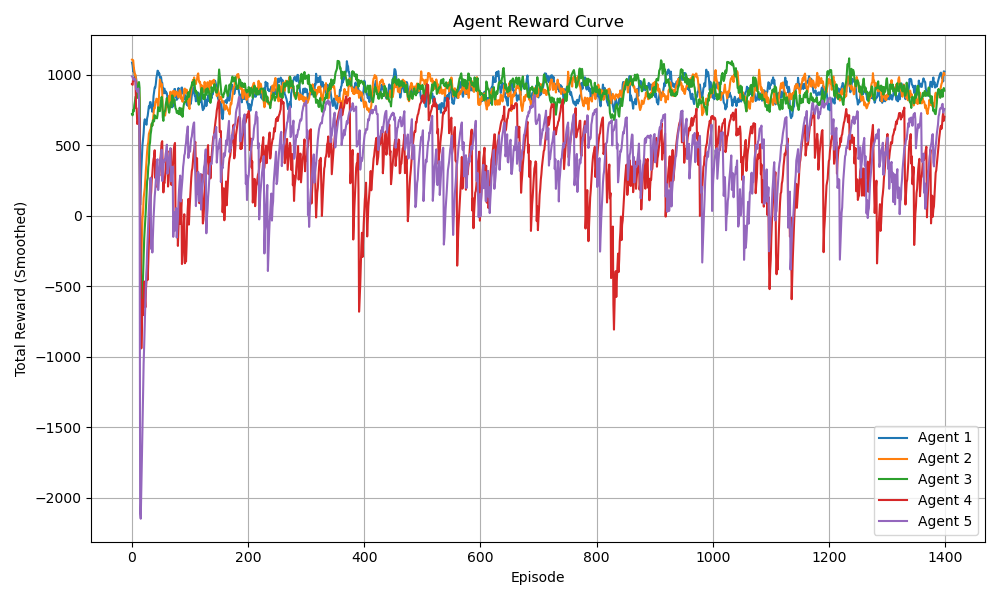 Agent Reward Curve
Total Reward (Smoothed)
1000
500
0
−500
−1000
−1500
−2000
0 200 400 600 800 1000 1200 1400
Episode
Agent 1
Agent 2
Agent 3
Agent 4
Agent 5